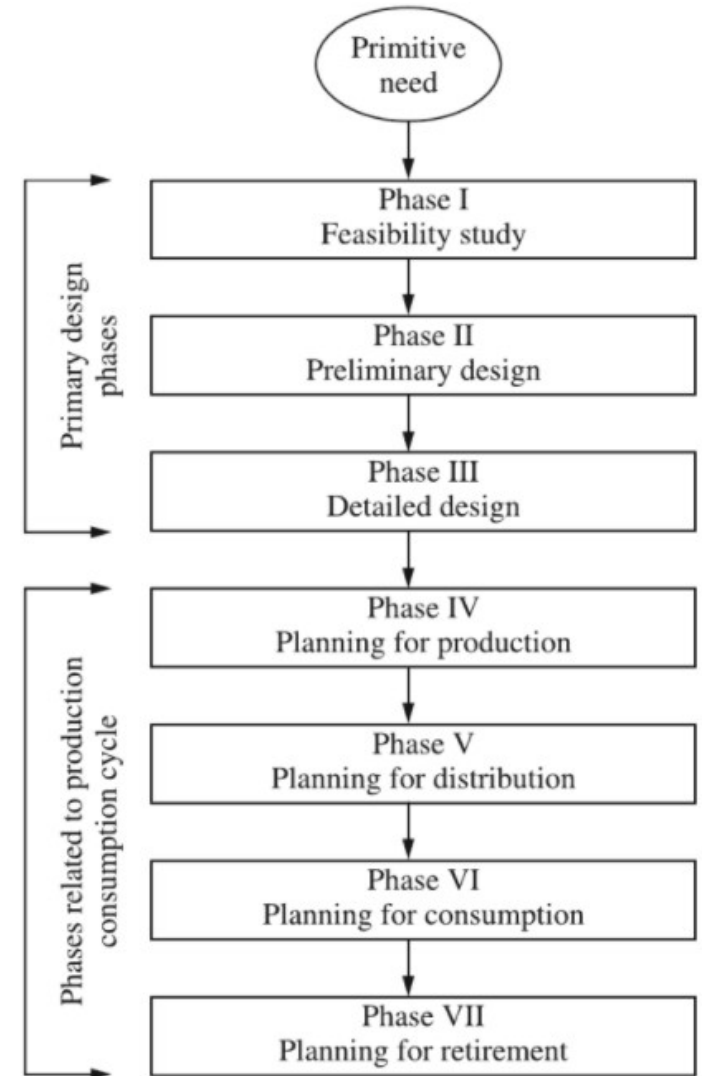 Primitive
need
Phase I
Feasibility study
Primary design
phases
Phase II
Preliminary design
Phase III
Detailed design
Phase IV
Planning for production
Phases related to production
consumption cycle
Phase V
Planning for distribution
Phase VI
Planning for consumption
Phase VII
Planning for retirement